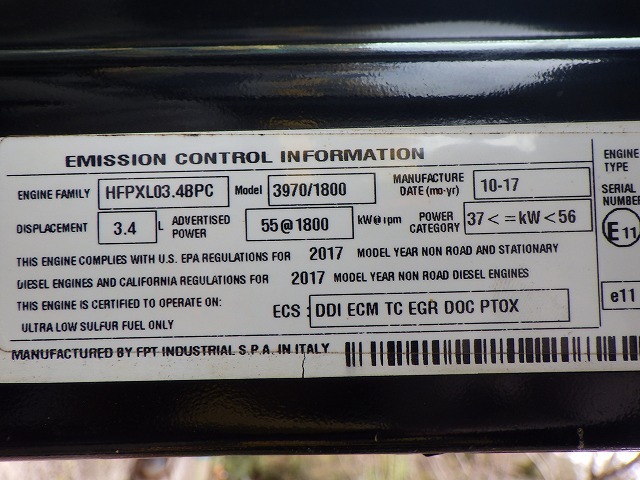 EMISSION CONTROL INFORMATION
ENGINE FAMILY HFPXL03.4BPC Model 3970/1800 MANUFACTURE DATE (mo-yr) 10-17
DISPLACEMENT 3.4 L ADVERTISED POWER 55@1800 kW@rpm POWER CATEGORY 37<=kW<56
THIS ENGINE COMPLIES WITH U.S. EPA REGULATIONS FOR 2017 MODEL YEAR NON ROAD AND STATIONARY
DIESEL ENGINES AND CALIFORNIA REGULATIONS FOR 2017 MODEL YEAR NON ROAD DIESEL ENGINES
THIS ENGINE IS CERTIFIED TO OPERATE ON: ECS : DDI ECM TC EGR DOC PTOX
ULTRA LOW SULFUR FUEL ONLY
MANUFACTURED BY FPT INDUSTRIAL S.P.A. IN ITALY
ENGINE
TYPE
SERIAL
NUMBER
E 11
e11